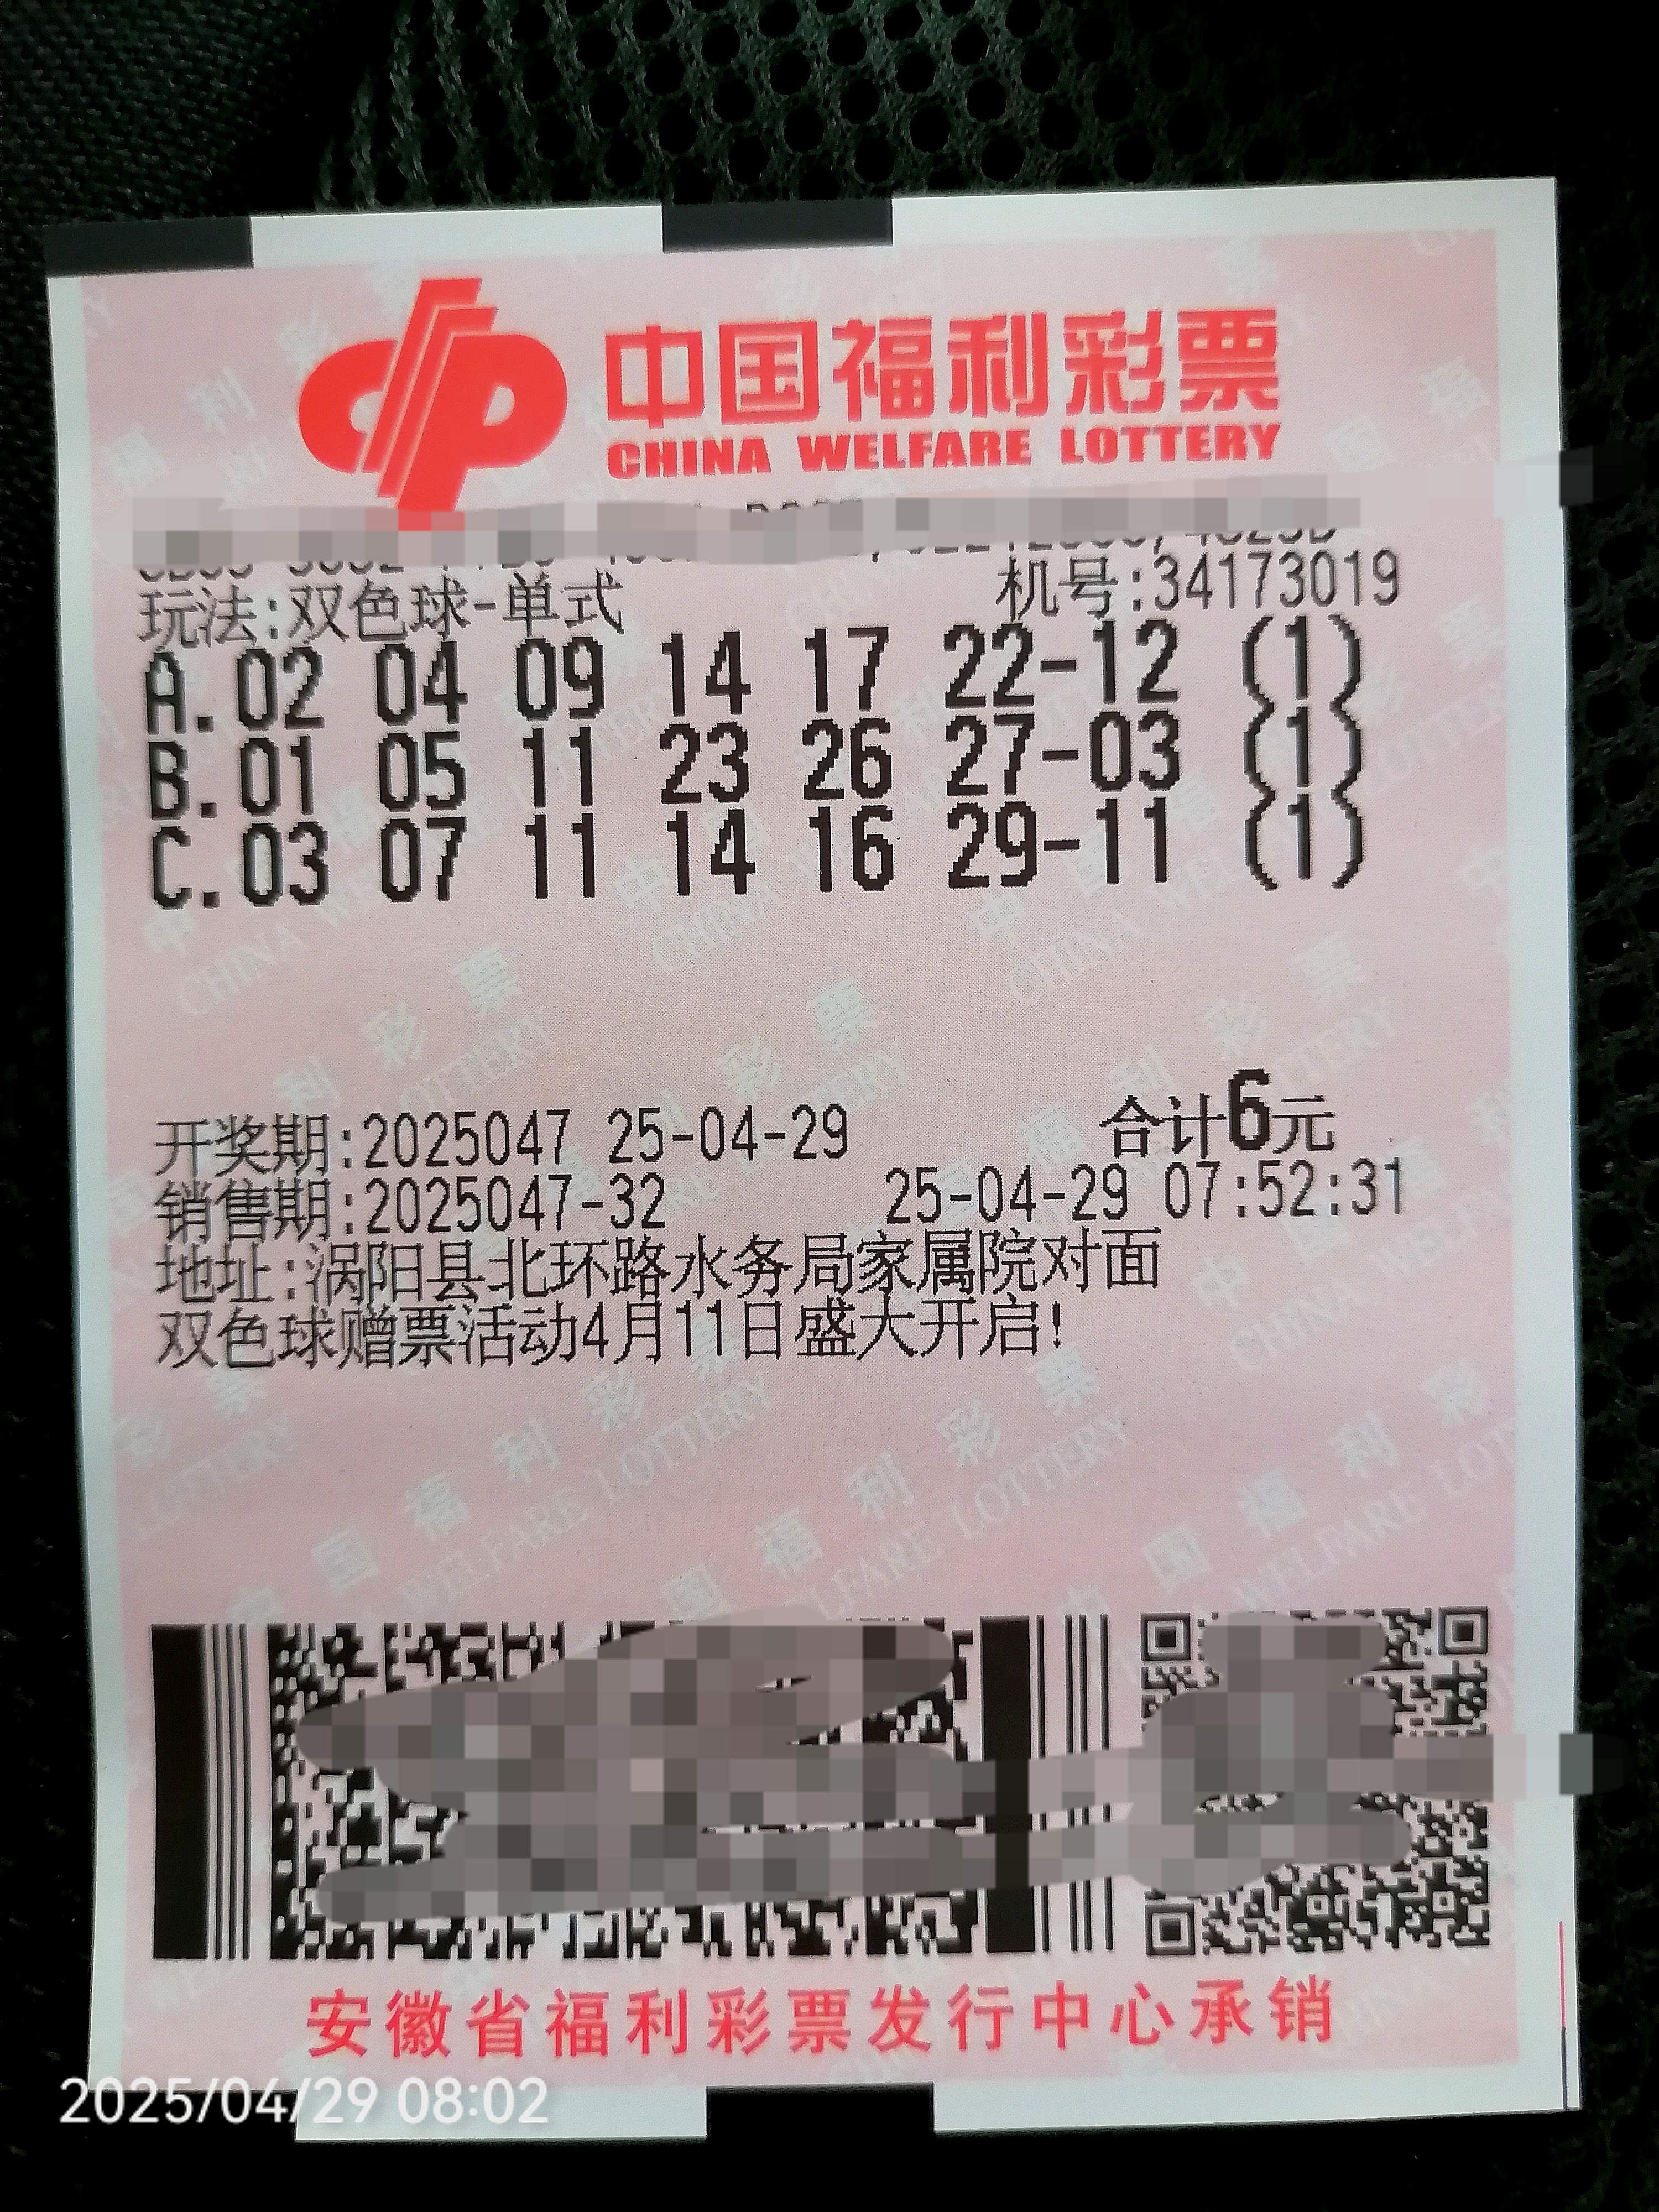 中国福利彩票
CHINA WELFARE LOTTERY
玩法:双色球-单式 机号:34173019
A.02 04 09 14 17 22-12 (1)
B.01 05 11 23 26 27-03 (1)
C.03 07 11 14 16 29-11 (1)
开奖期:2025047 25-04-29 合计6元
销售期:2025047-32 25-04-29 07:52:31
地址:涡阳县北环路水务局家属院对面
双色球赠票活动4月11日盛大开启!
安徽省福利彩票发行中心承销
2025/04/29 08:02